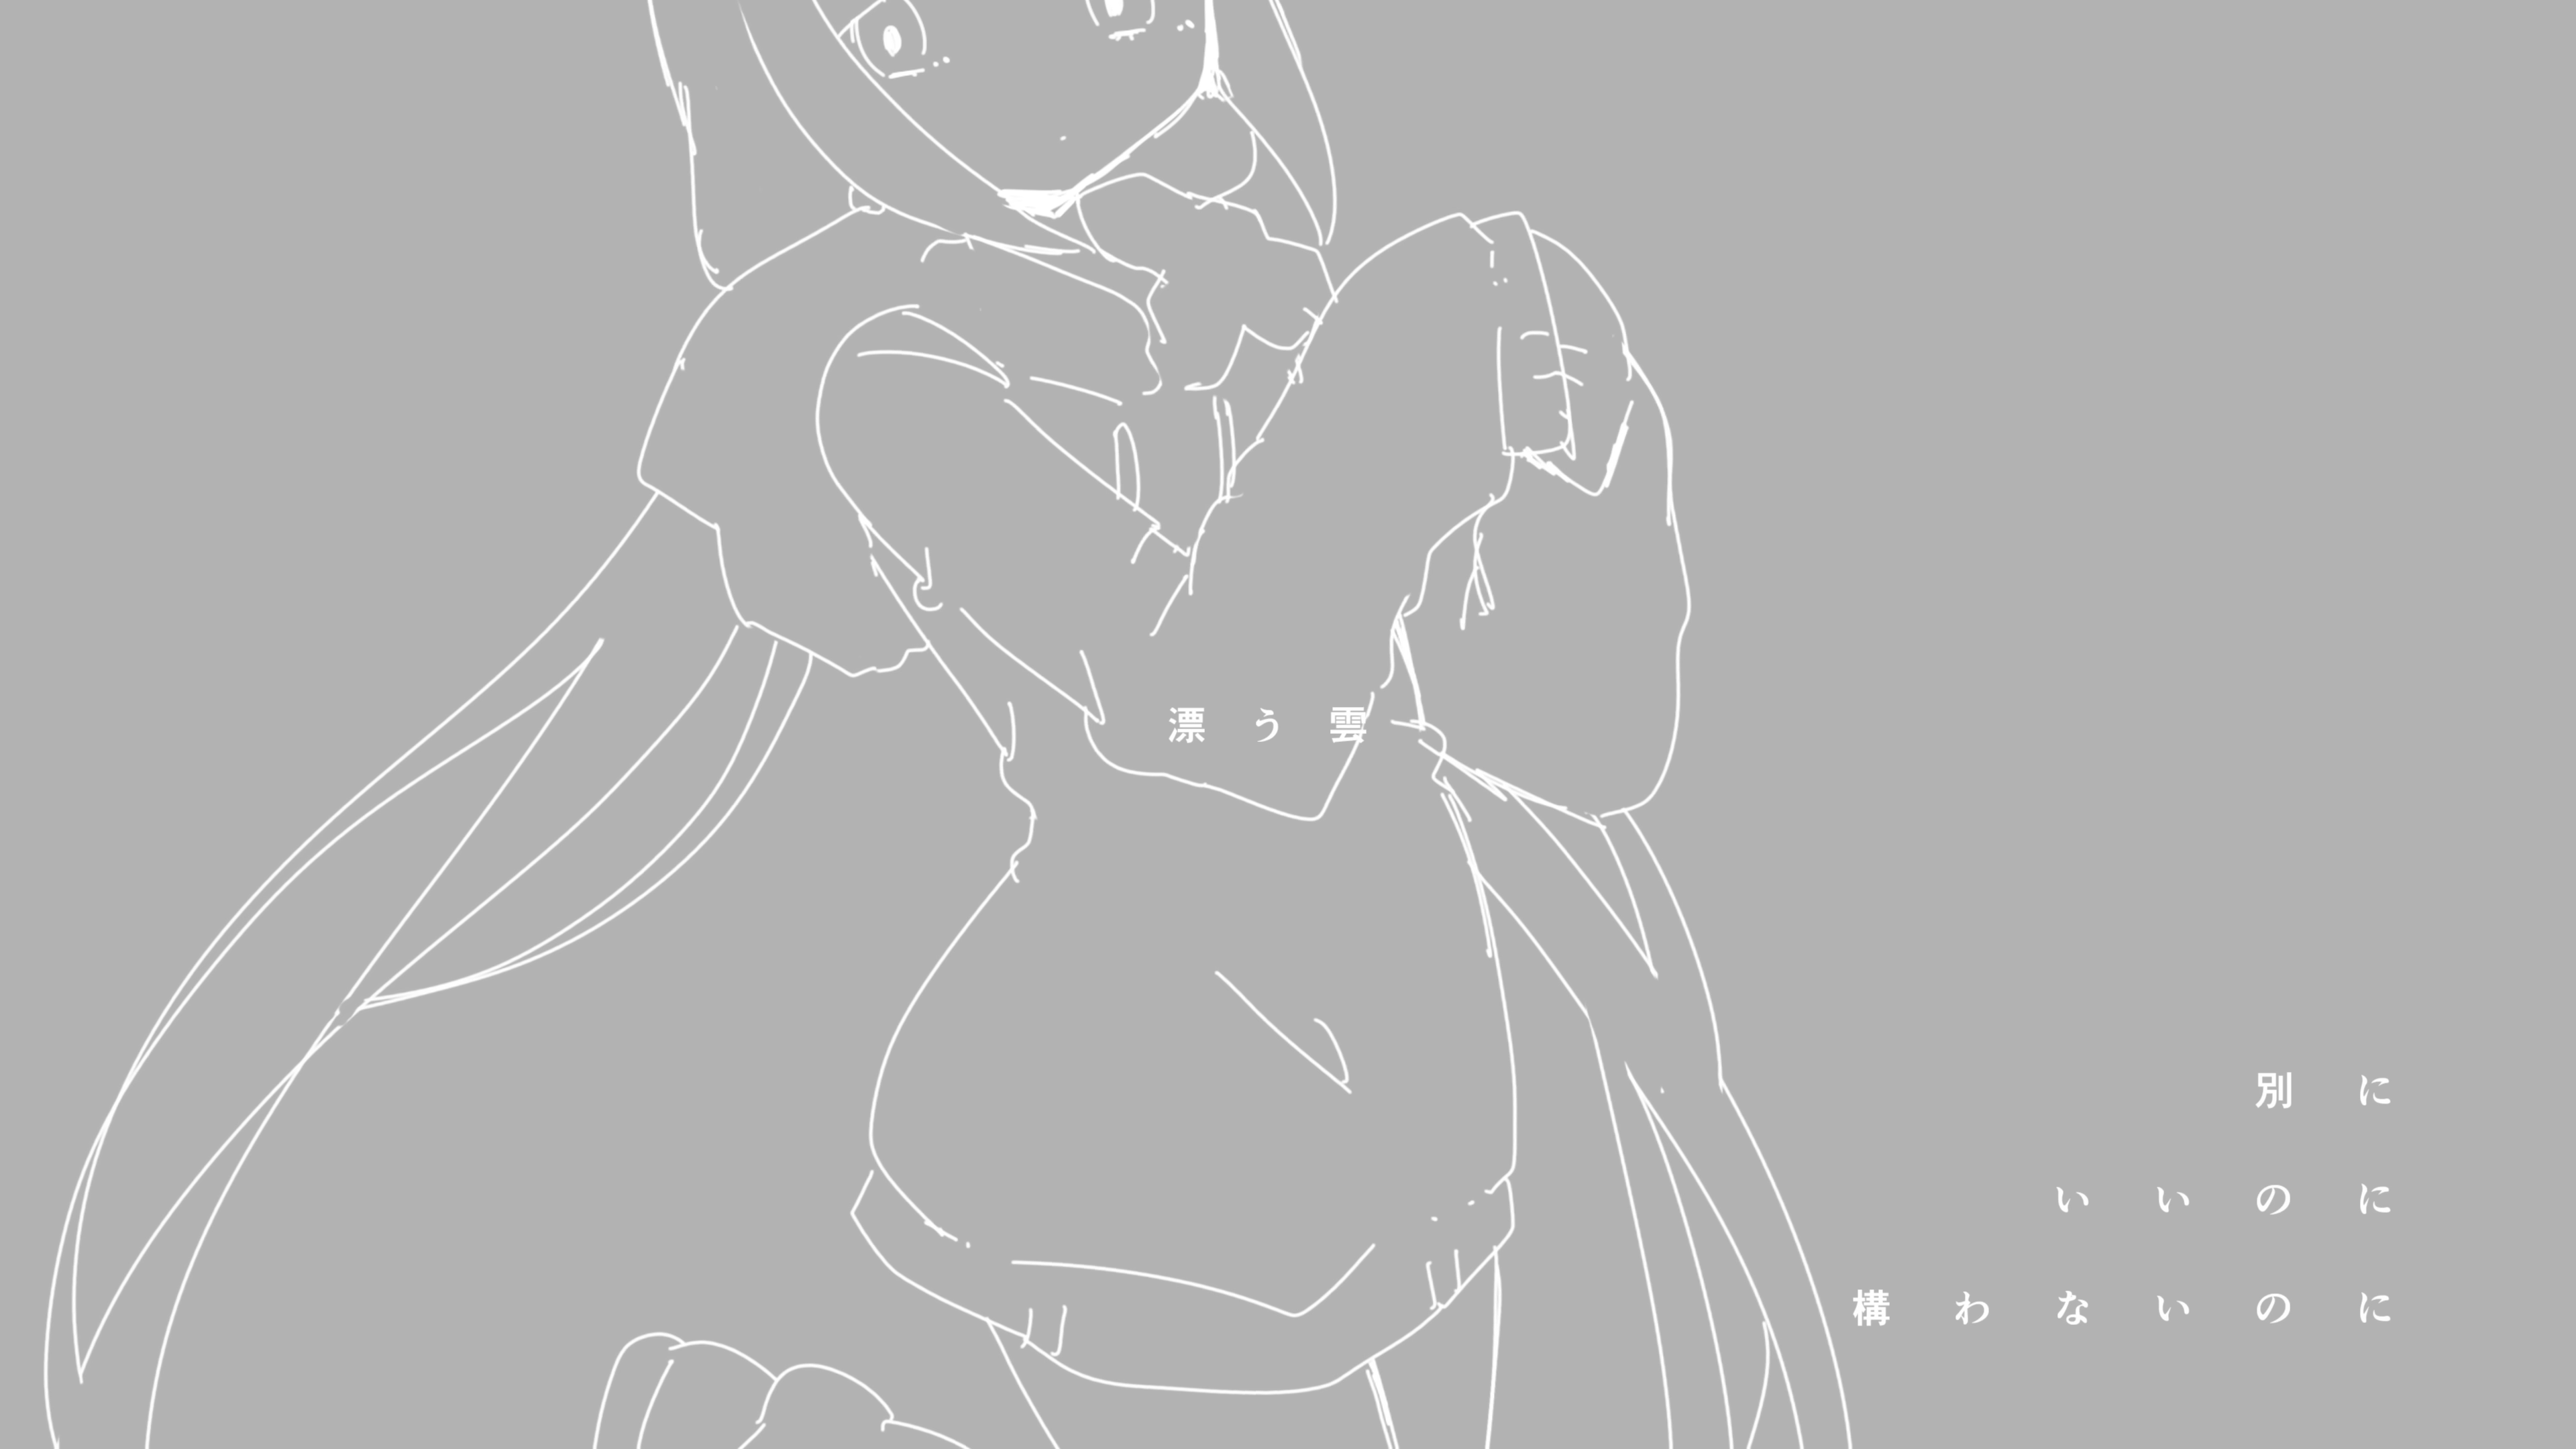 漂う雲
別に
いいのに
構わないのに